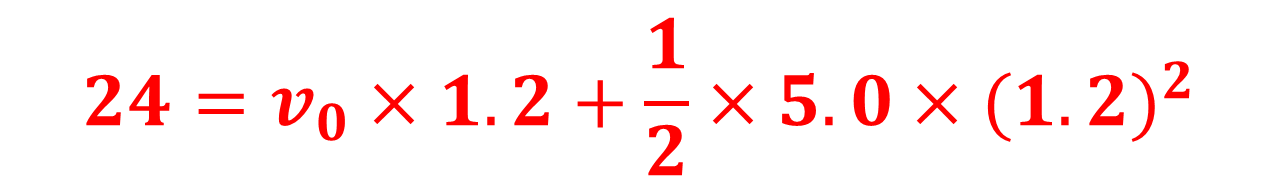 24 = v₀ × 1.2 + 1/2 × 5.0 × (1.2)²